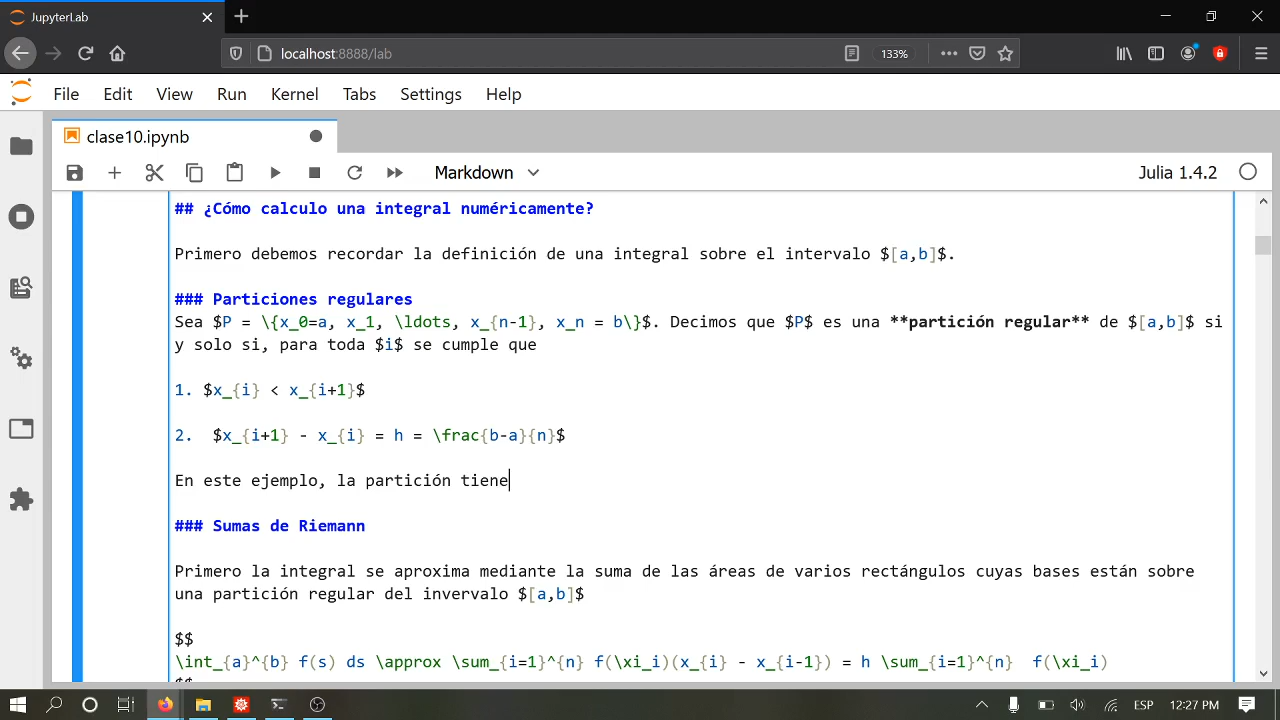 JupyterLab
localhost:8888/lab
133%
File Edit View Run Kernel Tabs Settings Help
clase10.ipynb
Markdown
Julia 1.4.2
## ¿Cómo calculo una integral numéricamente?
Primero debemos recordar la definición de una integral sobre el intervalo $[a,b]$.
### Particiones regulares
Sea $P = \{x_0=a, x_1, \ldots, x_{n-1}, x_n = b\}$. Decimos que $P$ es una **partición regular** de $[a,b]$ si
y solo si, para toda $i$ se cumple que
1. $x_{i} < x_{i+1}$
2.  $x_{i+1} - x_{i} = h = \frac{b-a}{n}$
En este ejemplo, la partición tiene
### Sumas de Riemann
Primero la integral se aproxima mediante la suma de las áreas de varios rectángulos cuyas bases están sobre
una partición regular del invervalo $[a,b]$
$$
\int_{a}^{b} f(s) ds \approx \sum_{i=1}^{n} f(\xi_i)(x_{i} - x_{i-1}) = h \sum_{i=1}^{n}  f(\xi_i)
$$
ESP
12:27 PM